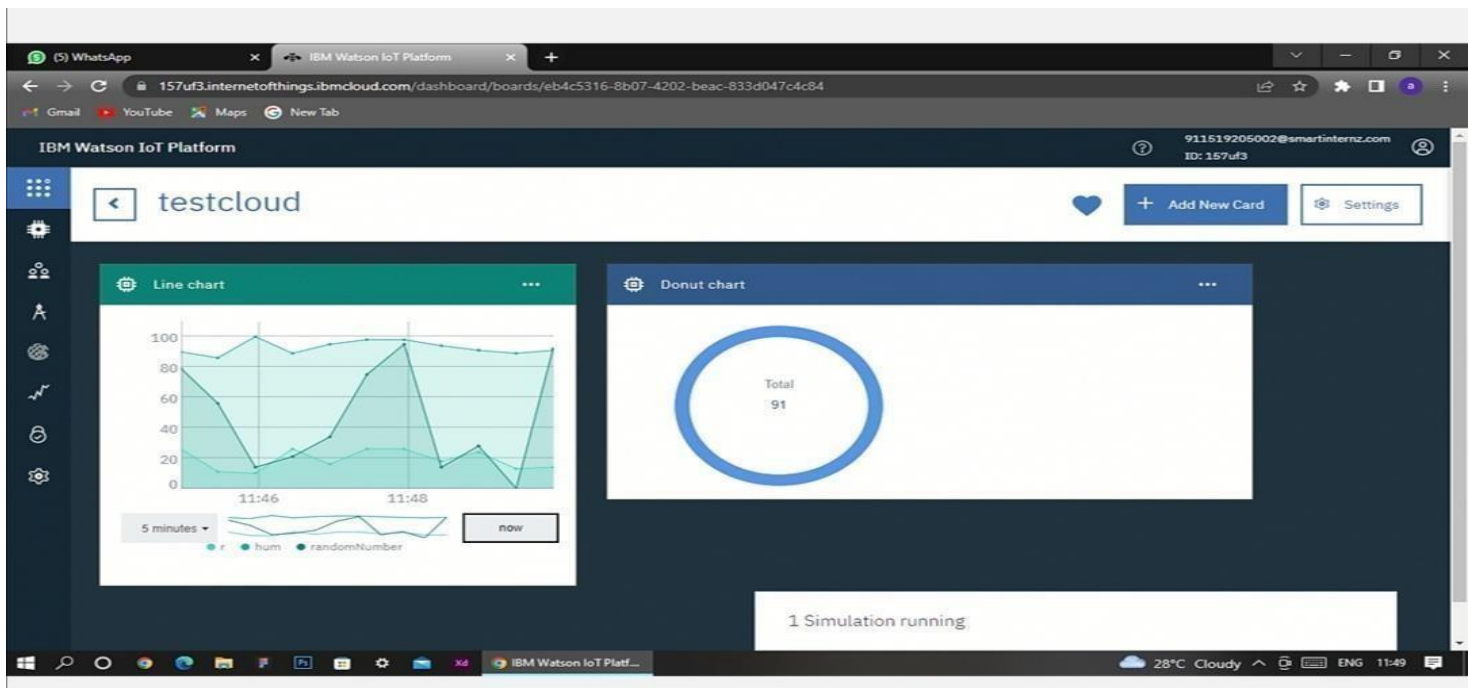 (5) WhatsApp
IBM Watson IoT Platform
157uf3.internetofthings.ibmcloud.com/dashboard/boards/eb4c5316-8b07-4202-beac-833d047c4c84
Gmail YouTube Maps New Tab
IBM Watson IoT Platform
911519205002@smartinternz.com
ID: 157uf3
testcloud
+ Add New Card
Settings
Line chart
Donut chart
100
80
60
40
20
0
11:46 11:48
Total
91
5 minutes
now
r hum randomNumber
1 Simulation running
IBM Watson IoT Platf...
28°C Cloudy ENG 11:49